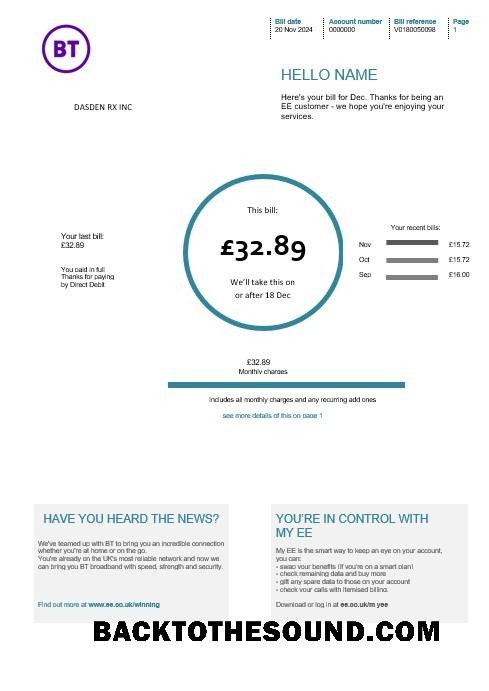 Bill date
20 Nov 2024
Account number
0000000
Bill reference
V0180050098
Page
1
BT
HELLO NAME
DASDEN RX INC
Here's your bill for Dec. Thanks for being an
EE customer - we hope you're enjoying your
services.
This bill:
£32.89
We'll take this on
or after 18 Dec
Your last bill:
£32.89
You paid in full
Thanks for paying
by Direct Debit
Your recent bills:
Nov £15.72
Oct £15.72
Sep £16.00
£32.89
Monthly charges
Includes all monthly charges and any recurring add ones
see more details of this on page 1
HAVE YOU HEARD THE NEWS?
We've teamed up with BT to bring you an incredible connection
whether you're at home or on the go.
You're already on the UK's most reliable network and now we
can bring you BT broadband with speed, strength and security.
Find out more at www.ee.co.uk/winning
YOU'RE IN CONTROL WITH
MY EE
My EE is the smart way to keep an eye on your account,
you can:
- swap your benefits (if you're on a smart plan)
- check remaining data and buy more
- gift any spare data to those on your account
- check your calls with itemised billing.
Download or log in at ee.co.uk/m yee
BACKTOTHESOUND.COM